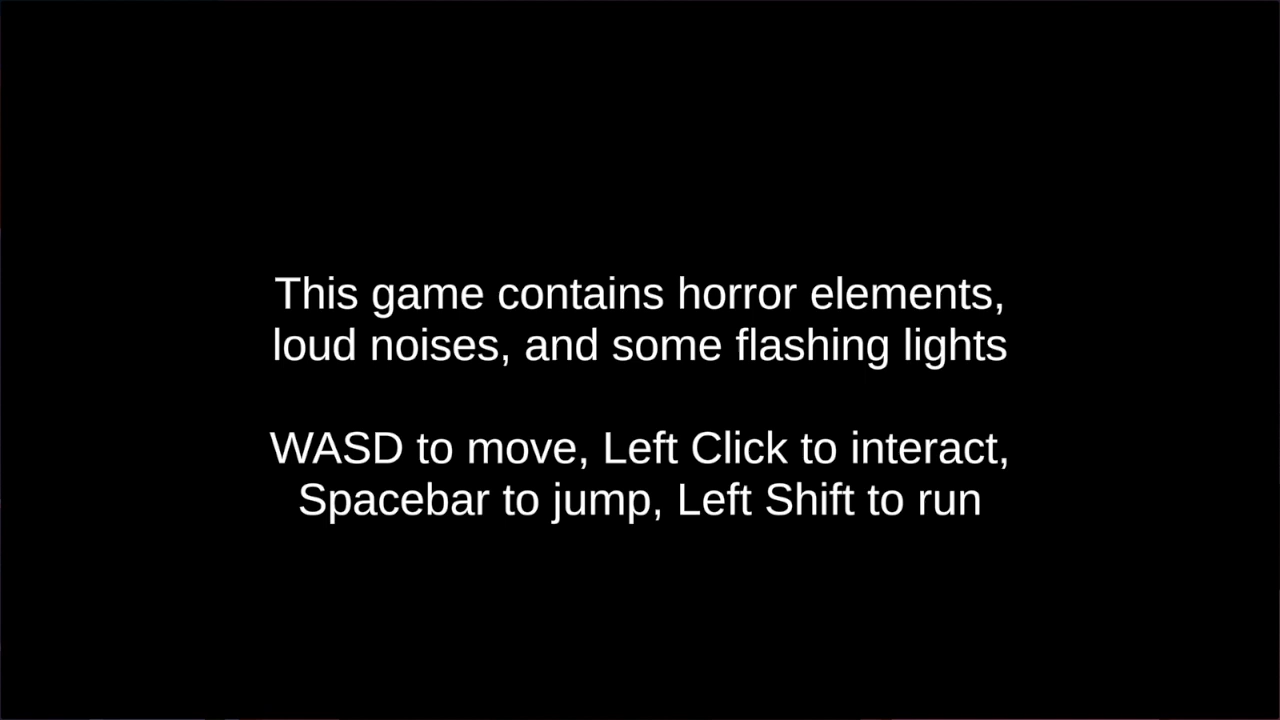 This game contains horror elements,
loud noises, and some flashing lights
WASD to move, Left Click to interact,
Spacebar to jump, Left Shift to run